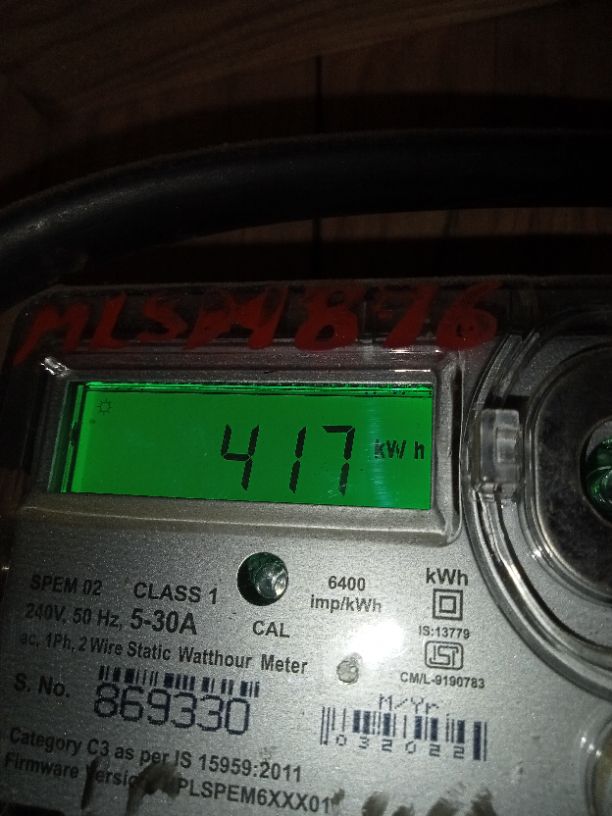 417 kWh
SPEM 02 CLASS 1
240V, 50 Hz, 5-30A
ac, 1Ph, 2 Wire Static Watthour Meter
CAL
6400
imp/kWh
kWh
IS:13779
CM/L-9190783
S. No.
869330
M/Yr
032022
Category C3 as per IS 15959:2011
Firmware PLSPEM6XXX01